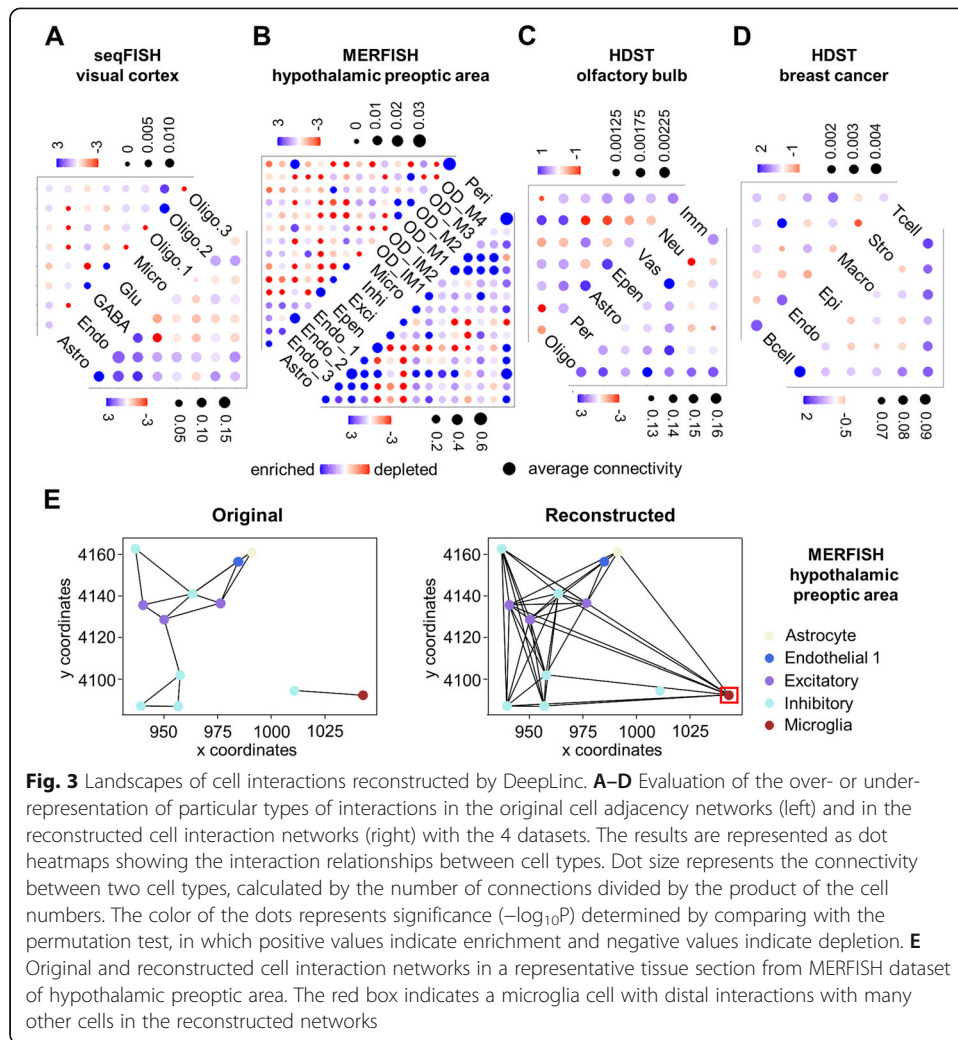 A
seqFISH
visual cortex
3
-3
0
0.005
0.010
Oligo.3
Oligo.2
Oligo.1
Micro
Glu
GABA
Endo
Astro
3
-3
0.05
0.10
0.15
B
MERFISH
hypothalamic preoptic area
3
-3
0
0.01
0.02
0.03
Peri
OD_M4
OD_M3
OD_M2
OD_M1
OD_IM2
OD_IM1
Micro
Inhi
Exci
Epen
Endo_1
Endo_2
Endo_3
Astro
3
-3
0.2
0.4
0.6
C
HDST
olfactory bulb
1
-1
0.00125
0.00175
0.00225
Imm
Neu
Vas
Epen
Astro
Per
Oligo
3
-3
0.13
0.14
0.15
0.16
D
HDST
breast cancer
2
-1
0.002
0.003
0.004
Tcell
Stro
Macro
Epi
Endo
Bcell
2
-0.5
0.07
0.08
0.09
enriched depleted average connectivity
E
Original
4160
4140
4120
4100
y coordinates
950 975 1000 1025
x coordinates
Reconstructed
4160
4140
4120
4100
y coordinates
950 975 1000 1025
x coordinates
MERFISH
hypothalamic
preoptic area
Astrocyte
Endothelial 1
Excitatory
Inhibitory
Microglia
Fig. 3 Landscapes of cell interactions reconstructed by DeepLinc. A–D Evaluation of the over- or under-
representation of particular types of interactions in the original cell adjacency networks (left) and in the
reconstructed cell interaction networks (right) with the 4 datasets. The results are represented as dot
heatmaps showing the interaction relationships between cell types. Dot size represents the connectivity
between two cell types, calculated by the number of connections divided by the product of the cell
numbers. The color of the dots represents significance (−log₁₀P) determined by comparing with the
permutation test, in which positive values indicate enrichment and negative values indicate depletion. E
Original and reconstructed cell interaction networks in a representative tissue section from MERFISH dataset
of hypothalamic preoptic area. The red box indicates a microglia cell with distal interactions with many
other cells in the reconstructed networks